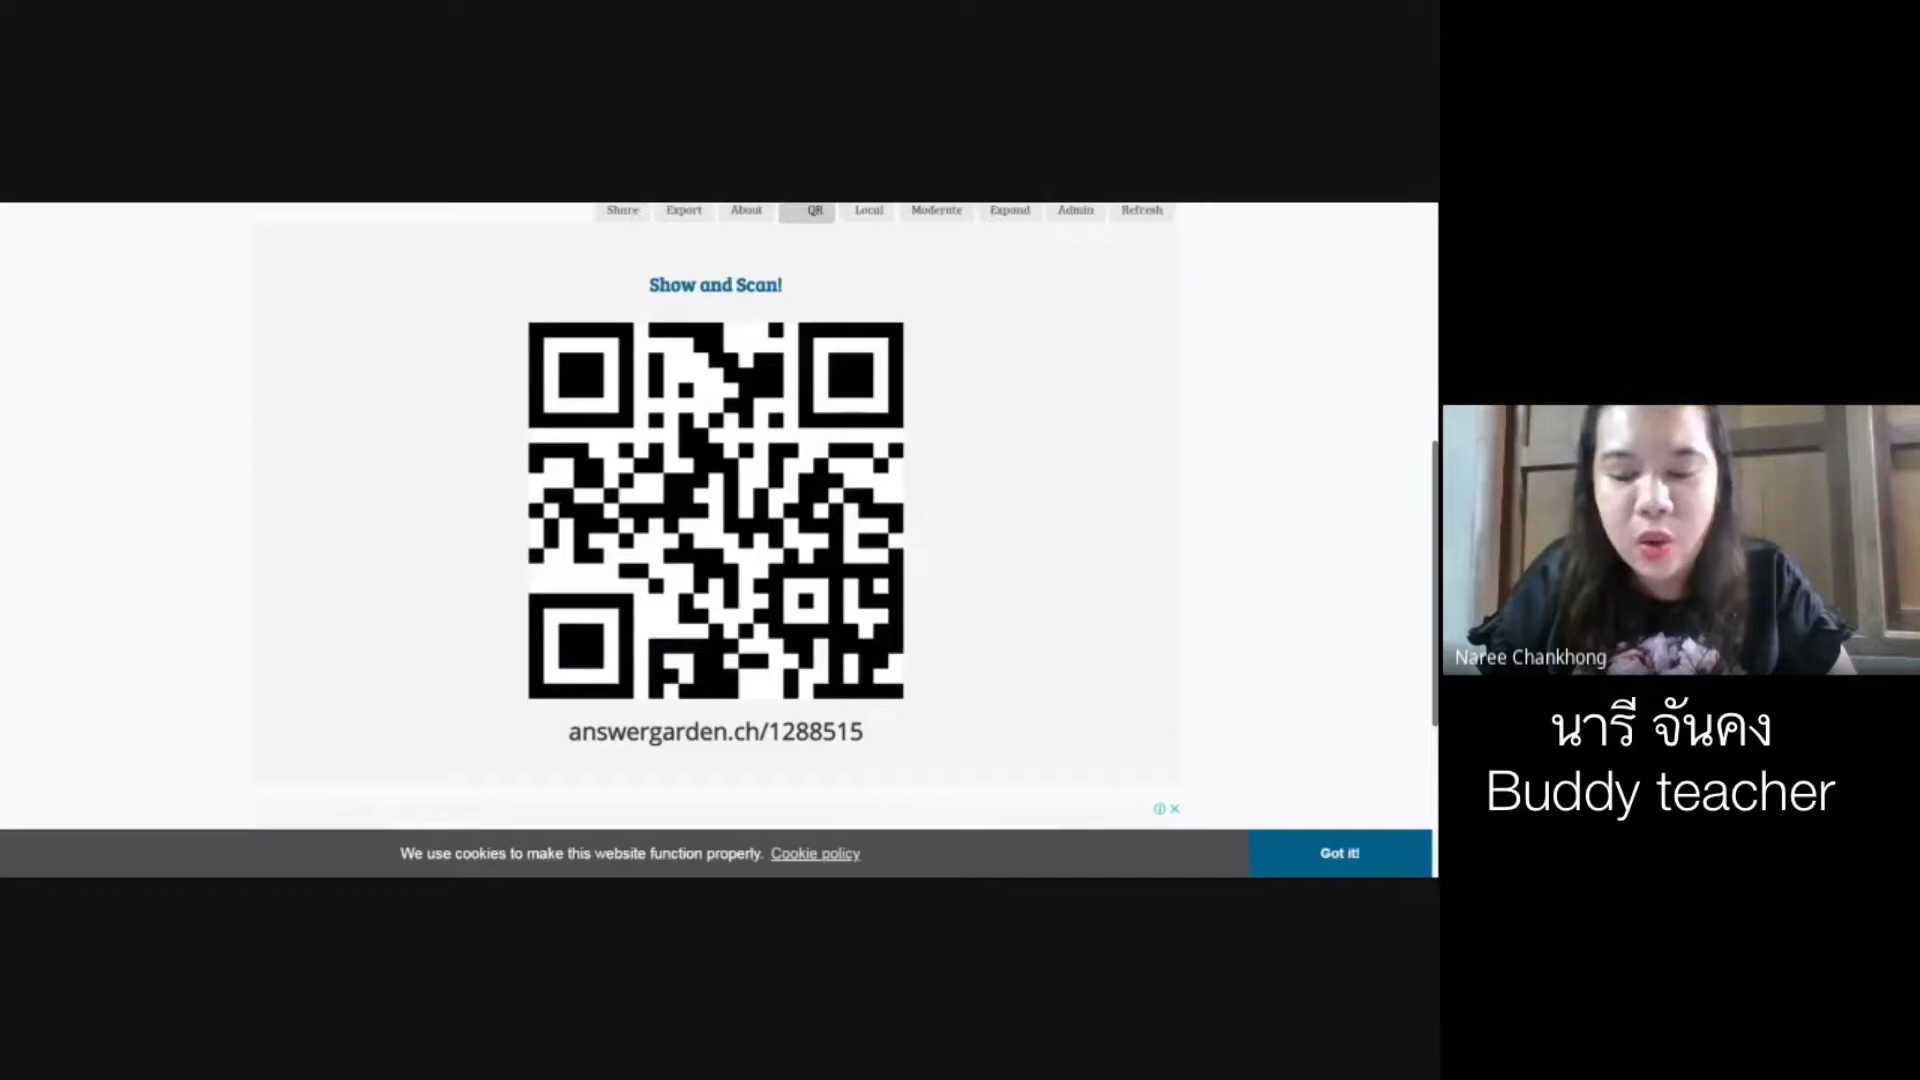 Share Export About QR Local Moderate Expand Admin Refresh
Show and Scan!
answergarden.ch/1288515
We use cookies to make this website function properly. Cookie policy
Got it!
Naree Chankhong
นารี จันคง
Buddy teacher